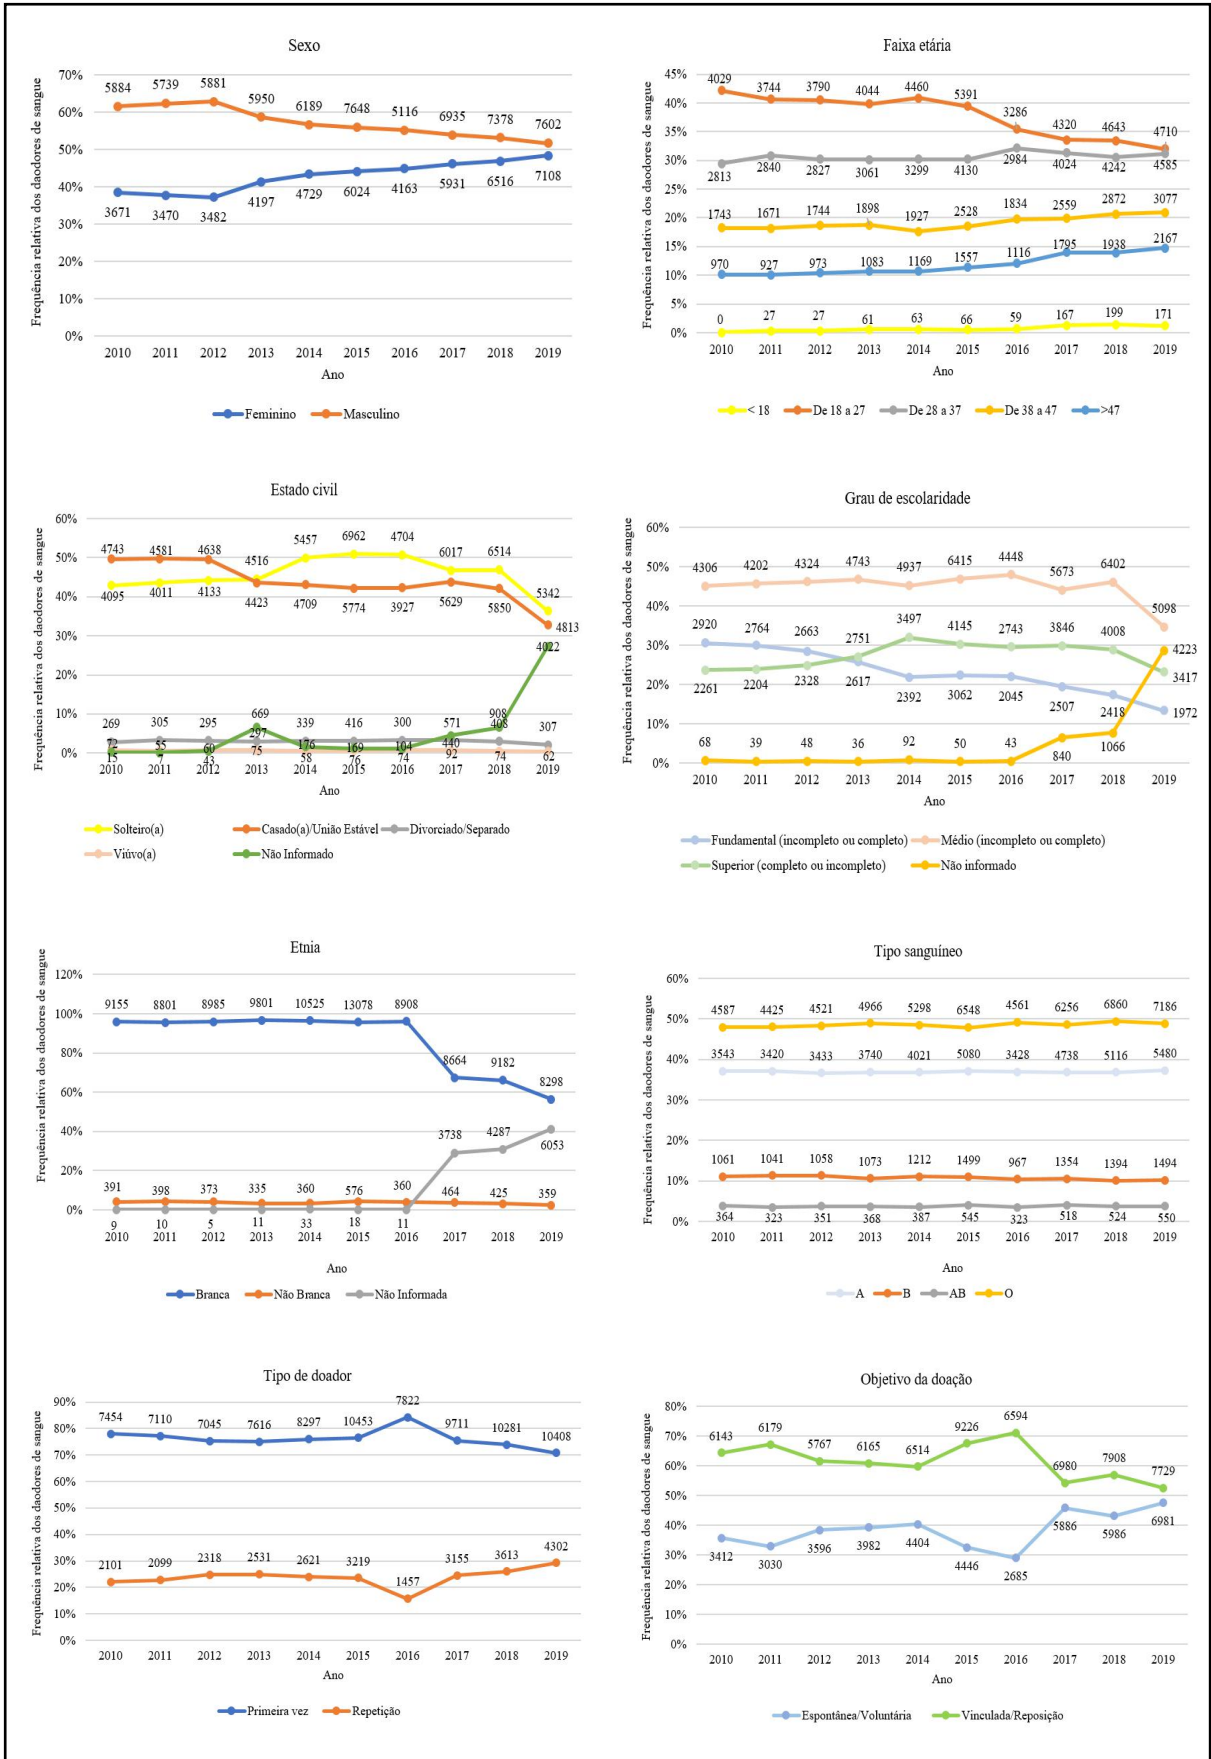 Sexo
Frequência relativa dos daodores de sangue
70%
60%
50%
40%
30%
20%
10%
0%
5884 5739 5881 5950 6189 7648 5116 6935 7378 7602
3671 3470 3482 4197 4729 6024 4163 5931 6516 7108
2010 2011 2012 2013 2014 2015 2016 2017 2018 2019
Ano
Feminino Masculino
Faixa etária
Frequência relativa dos daodores de sangue
45%
40%
35%
30%
25%
20%
15%
10%
5%
0%
4029 3744 3790 4044 4460 5391 3286 4320 4643 4710
2813 2840 2827 3061 3299 4130 2984 4024 4242 4585
1743 1671 1744 1898 1927 2528 1834 2559 2872 3077
970 927 973 1083 1169 1557 1116 1795 1938 2167
0 27 27 61 63 66 59 167 199 171
2010 2011 2012 2013 2014 2015 2016 2017 2018 2019
Ano
< 18 De 18 a 27 De 28 a 37 De 38 a 47 >47
Estado civil
Frequência relativa dos daodores de sangue
60%
50%
40%
30%
20%
10%
0%
4743 4581 4638 4516 5457 6962 4704 6017 6514 5342
4095 4011 4133 4423 4709 5774 3927 5629 5850 4813
4022
269 305 295 669 339 416 300 571 908 307
72 55 60 297 176 169 104 440 408 62
15 7 43 75 58 76 74 92 74
2010 2011 2012 2013 2014 2015 2016 2017 2018 2019
Ano
Solteiro(a) Casado(a)/União Estável Divorciado/Separado
Viúvo(a) Não Informado
Grau de escolaridade
Frequência relativa dos daodores de sangue
60%
50%
40%
30%
20%
10%
0%
4306 4202 4324 4743 4937 6415 4448 5673 6402 5098
2920 2764 2663 2751 3497 4145 2743 3846 4008 4223
2261 2204 2328 2617 2392 3062 2045 2507 2418 3417
1972
68 39 48 36 92 50 43 840 1066
2010 2011 2012 2013 2014 2015 2016 2017 2018 2019
Ano
Fundamental (incompleto ou completo) Médio (incompleto ou completo)
Superior (completo ou incompleto) Não informado
Etnia
Frequência relativa dos daodores de sangue
120%
100%
80%
60%
40%
20%
0%
9155 8801 8985 9801 10525 13078 8908 8664 9182 8298
3738 4287 6053
391 398 373 335 360 576 360 464 425 359
9 10 5 11 33 18 11
2010 2011 2012 2013 2014 2015 2016 2017 2018 2019
Ano
Branca Não Branca Não Informada
Tipo sanguíneo
Frequência relativa dos daodores de sangue
60%
50%
40%
30%
20%
10%
0%
4587 4425 4521 4966 5298 6548 4561 6256 6860 7186
3543 3420 3433 3740 4021 5080 3428 4738 5116 5480
1061 1041 1058 1073 1212 1499 967 1354 1394 1494
364 323 351 368 387 545 323 518 524 550
2010 2011 2012 2013 2014 2015 2016 2017 2018 2019
Ano
A B AB O
Tipo de doador
Frequência relativa dos daodores de sangue
90%
80%
70%
60%
50%
40%
30%
20%
10%
0%
7454 7110 7045 7616 8297 10453 7822 9711 10281 10408
2101 2099 2318 2531 2621 3219 1457 3155 3613 4302
2010 2011 2012 2013 2014 2015 2016 2017 2018 2019
Ano
Primeira vez Repetição
Objetivo da doação
Frequência relativa dos daodores de sangue
80%
70%
60%
50%
40%
30%
20%
10%
0%
6143 6179 5767 6165 6514 9226 6594 6980 7908 7729
3412 3030 3596 3982 4404 4446 2685 5886 5986 6981
2010 2011 2012 2013 2014 2015 2016 2017 2018 2019
Ano
Espontânea/Voluntária Vinculada/Reposição